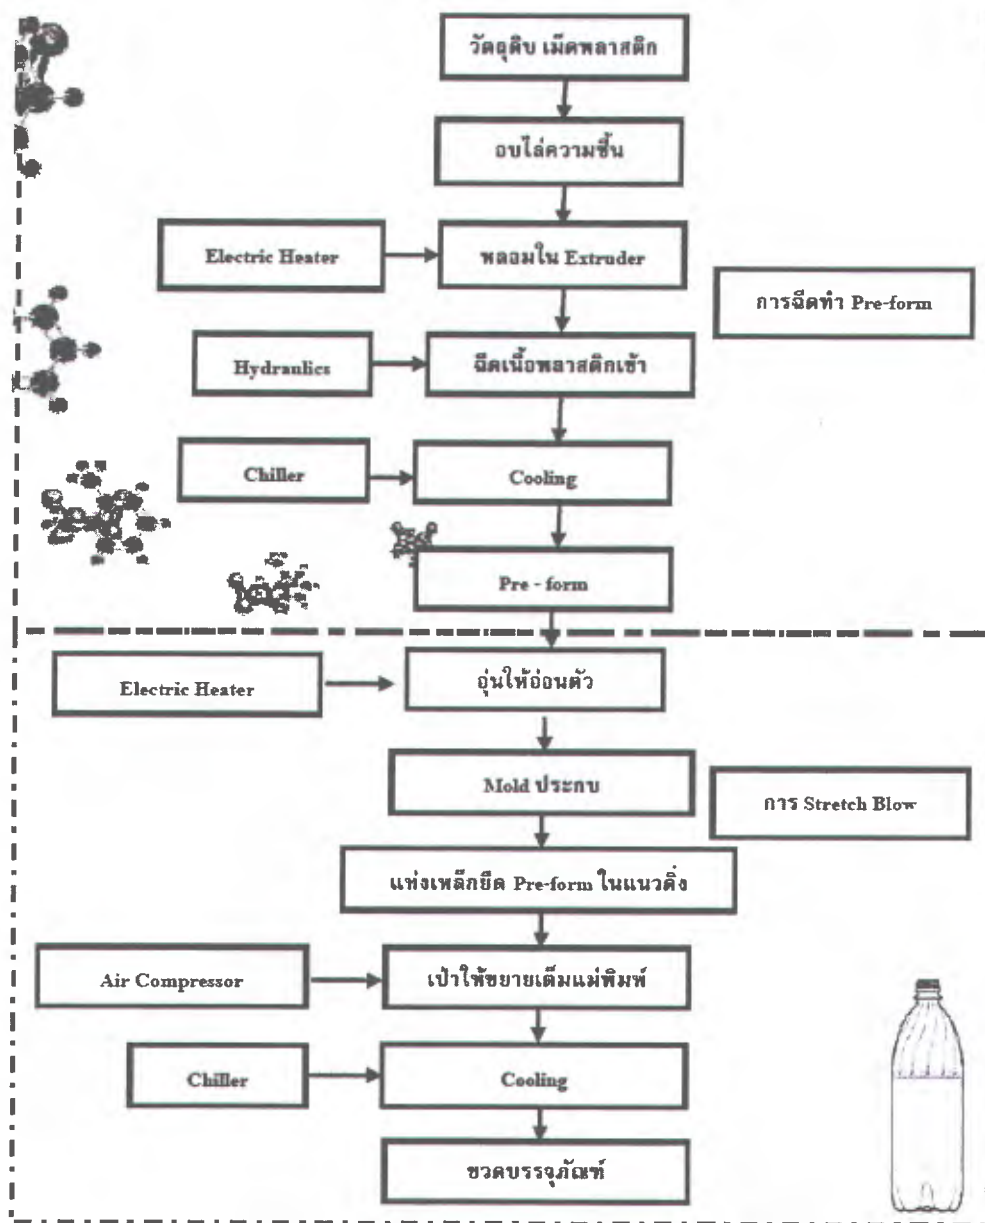 วัตถุดิบ เม็ดพลาสติก
อบไล่ความชื้น
Electric Heater
หลอมใน Extruder
การฉีดทำ Pre-form
Hydraulics
ฉีดเนื้อพลาสติกเข้า
Chiller
Cooling
Pre - form
Electric Heater
อุ่นให้อ่อนตัว
Mold ประกบ
การ Stretch Blow
แท่งเหล็กยืด Pre-form ในแนวดิ่ง
Air Compressor
เป่าให้ขยายเต็มแม่พิมพ์
Chiller
Cooling
ขวดบรรจุภัณฑ์